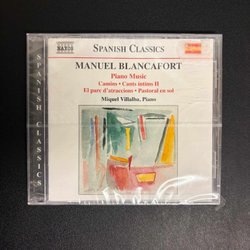 NAXOS
SPANISH CLASSICS
MANUEL BLANCAFORT
Piano Music
Camins • Cants íntims II
El parc d'atraccions • Pastoral en sol
Miquel Villalba, Piano
SPANISH CLASSICS